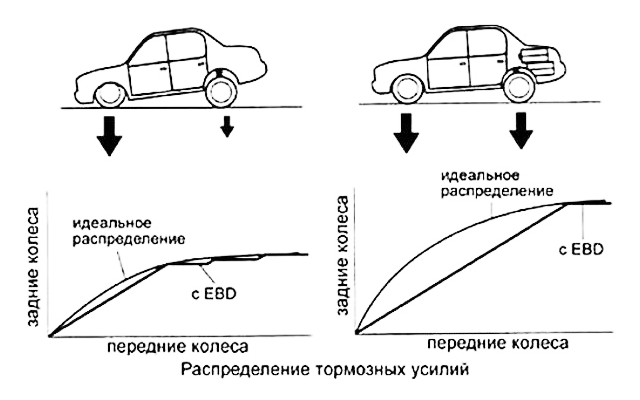 идеальное
распределение
задние колеса
с EBD
передние колеса
идеальное
распределение
задние колеса
с EBD
передние колеса
Распределение тормозных усилий